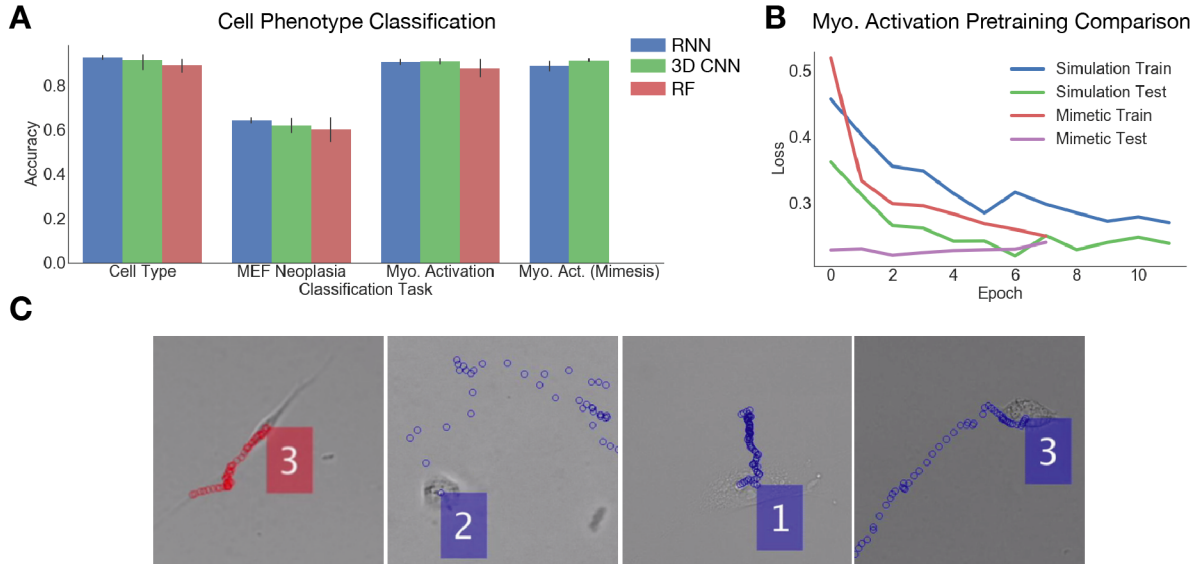 A
Cell Phenotype Classification
RNN
3D CNN
RF
Accuracy
0.8
0.6
0.4
0.2
0.0
Cell Type
MEF Neoplasia
Myo. Activation
Myo. Act. (Mimesis)
Classification Task
B
Myo. Activation Pretraining Comparison
Simulation Train
Simulation Test
Mimetic Train
Mimetic Test
Loss
0.5
0.4
0.3
0 2 4 6 8 10
Epoch
C
3
2
1
3